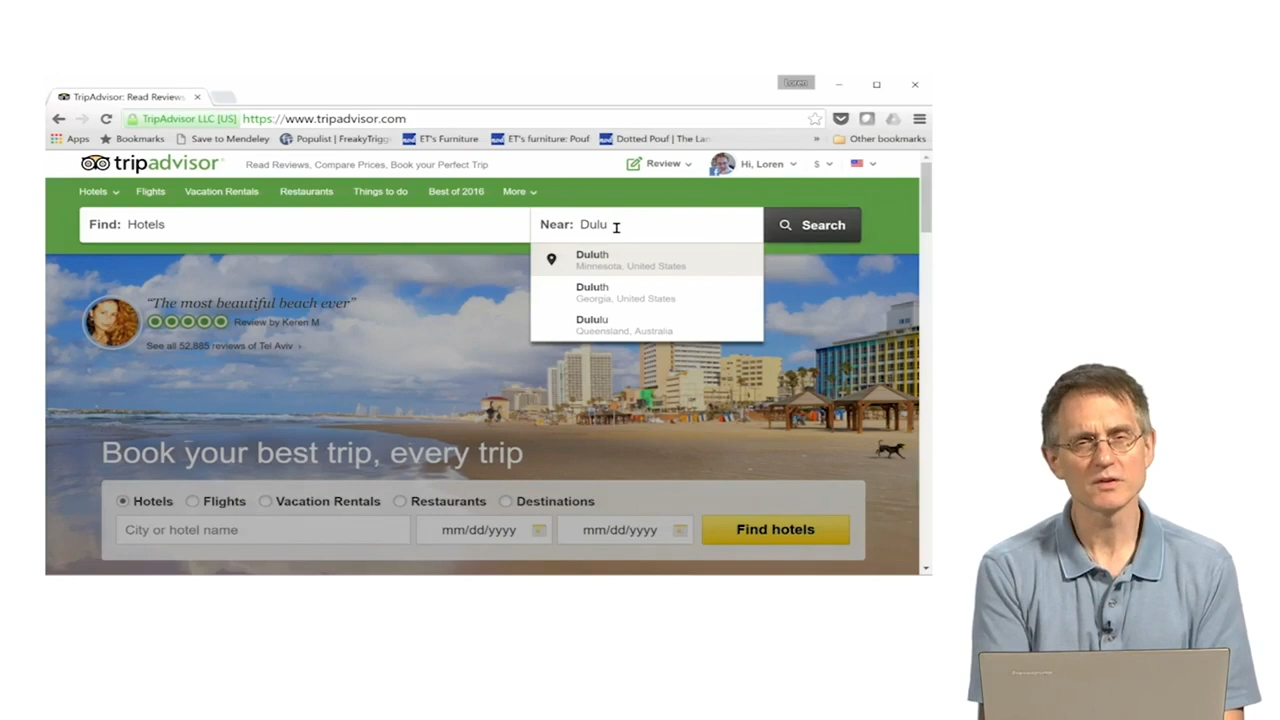 Loren
TripAdvisor: Read Reviews,
TripAdvisor LLC [US] https://www.tripadvisor.com
Apps Bookmarks Save to Mendeley Populist | FreakyTrigg ET's Furniture ET's furniture: Pouf Dotted Pouf | The Lan » Other bookmarks
tripadvisor Read Reviews, Compare Prices, Book your Perfect Trip Review Hi, Loren $
Hotels Flights Vacation Rentals Restaurants Things to do Best of 2016 More
Find: Hotels Near: Dulu Search
Duluth
Minnesota, United States
Duluth
Georgia, United States
Dululu
Queensland, Australia
"The most beautiful beach ever"
Review by Keren M
See all 52,885 reviews of Tel Aviv ›
Book your best trip, every trip
Hotels Flights Vacation Rentals Restaurants Destinations
City or hotel name mm/dd/yyyy mm/dd/yyyy Find hotels